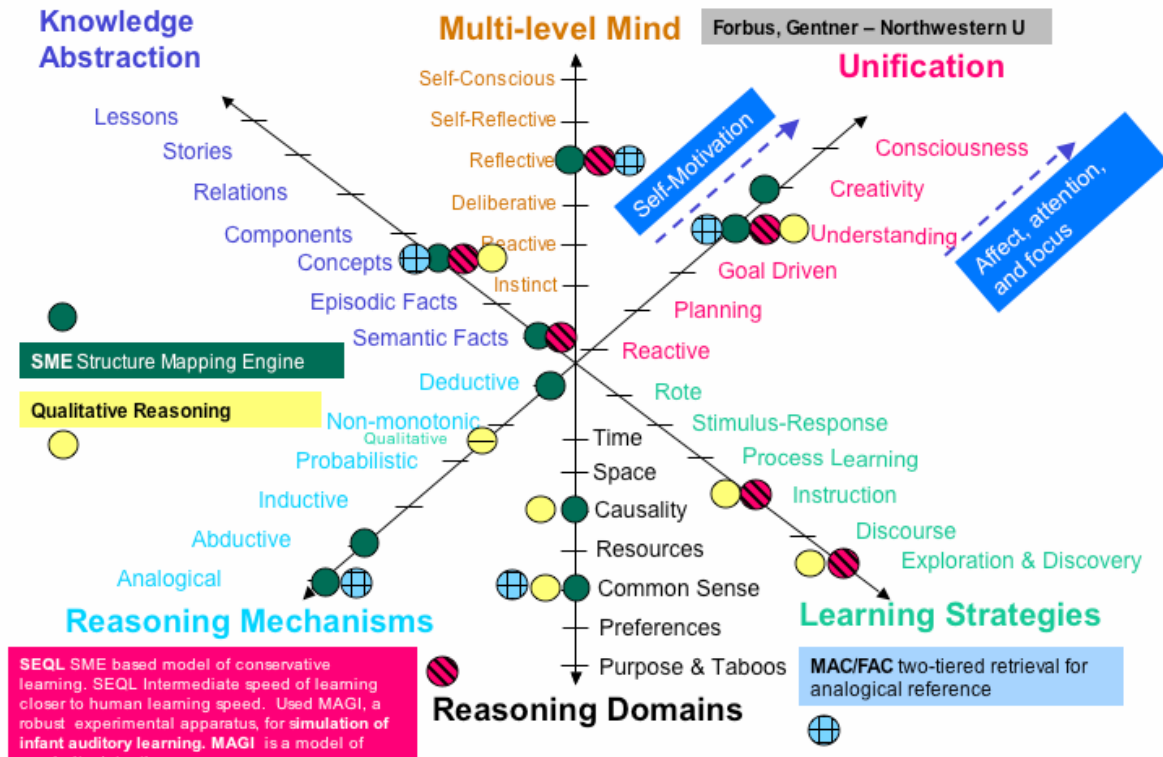 Knowledge
Abstraction
Multi-level Mind
Forbus, Gentner – Northwestern U
Unification
Lessons
Stories
Relations
Components
Concepts
Episodic Facts
Semantic Facts
Self-Conscious
Self-Reflective
Reflective
Deliberative
Reactive
Instinct
Self-Motivation
Consciousness
Creativity
Understanding
Goal Driven
Planning
Reactive
Affect, attention,
and focus
SME Structure Mapping Engine
Qualitative Reasoning
Deductive
Non-monotonic
Qualitative
Probabilistic
Inductive
Abductive
Analogical
Reasoning Mechanisms
Time
Space
Causality
Resources
Common Sense
Preferences
Purpose & Taboos
Reasoning Domains
Rote
Stimulus-Response
Process Learning
Instruction
Discourse
Exploration & Discovery
Learning Strategies
SEQL SME based model of conservative
learning. SEQL Intermediate speed of learning
closer to human learning speed. Used MAGI, a
robust experimental apparatus, for simulation of
infant auditory learning. MAGI is a model of
MAC/FAC two-tiered retrieval for
analogical reference